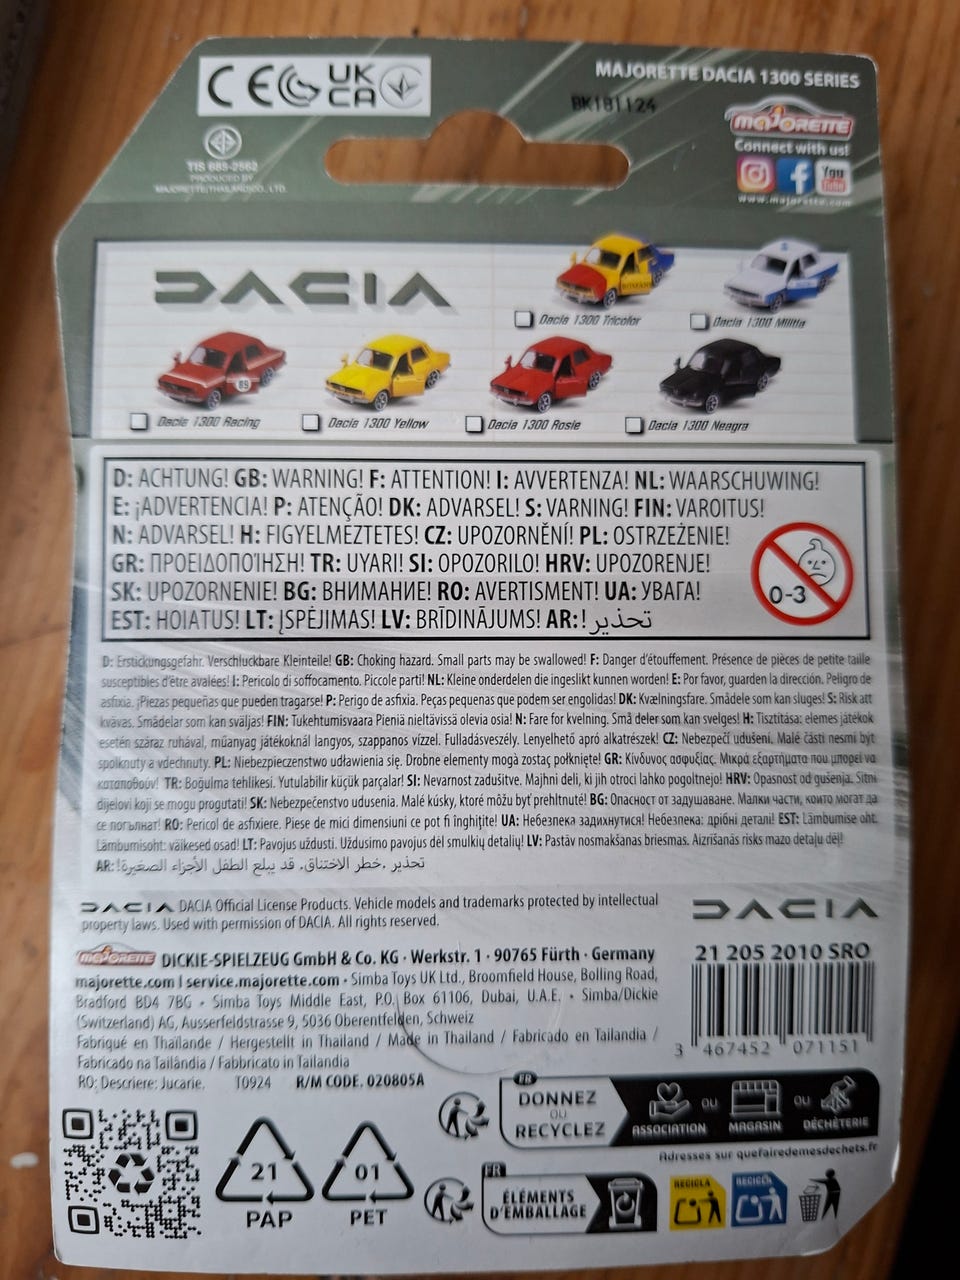 CE UK CA
MAJORETTE DACIA 1300 SERIES
BK181124
TIS 685-2562
PRODUCED BY
MAJORETTE(THAILAND)CO., LTD.
MAJORETTE
Connect with us!
You Tube
www.majorette.com
DACIA
Dacia 1300 Tricolor
Dacia 1300 Militia
89
Dacia 1300 Racing
Dacia 1300 Yellow
Dacia 1300 Rosie
Dacia 1300 Neagra
D: ACHTUNG! GB: WARNING! F: ATTENTION! I: AVVERTENZA! NL: WAARSCHUWING!
E: ¡ADVERTENCIA! P: ATENÇÃO! DK: ADVARSEL! S: VARNING! FIN: VAROITUS!
N: ADVARSEL! H: FIGYELMEZTETES! CZ: UPOZORNĚNÍ! PL: OSTRZEŻENIE!
GR: ΠΡΟΕΙΔΟΠΟΊΗΣΗ! TR: UYARI! SI: OPOZORILO! HRV: UPOZORENJE!
SK: UPOZORNENIE! BG: ВНИМАНИЕ! RO: AVERTISMENT! UA: УВАГА!
EST: HOIATUS! LT: ĮSPĖJIMAS! LV: BRĪDINĀJUMS! AR: تحذير!
0-3
D: Erstickungsgefahr. Verschluckbare Kleinteile! GB: Choking hazard. Small parts may be swallowed! F: Danger d'étouffement. Présence de pièces de petite taille
susceptibles d'être avalées! I: Pericolo di soffocamento. Piccole parti! NL: Kleine onderdelen die ingeslikt kunnen worden! E: Por favor, guarden la dirección. Peligro de
asfixia. ¡Piezas pequeñas que pueden tragarse! P: Perigo de asfixia. Peças pequenas que podem ser engolidas! DK: Kvælningsfare. Smådele som kan sluges! S: Risk att
kvävas. Smådelar som kan sväljas! FIN: Tukehtumisvaara Pieniä nieltävissä olevia osia! N: Fare for kvelning. Små deler som kan svelges! H: Tisztítása: elemes játékok
esetén száraz ruhával, műanyag játékoknál langyos, szappanos vízzel. Fulladásveszély. Lenyelhető apró alkatrészek! CZ: Nebezpečí udušení. Malé části nesmí být
spolknuty a vdechnuty. PL: Niebezpieczenstwo udławienia się. Drobne elementy mogà zostaç połknięte! GR: Κίνδυνος ασφυξίας. Μικρά εξαρτήματα που μπορεί να
καταποθούν! TR: Boğulma tehlikesi. Yutulabilir küçük parçalar! SI: Nevarnost zadušitve. Majhni deli, ki jih otroci lahko pogoltnejo! HRV: Opasnost od gušenja. Sitni
dijelovi koji se mogu progutati! SK: Nebezpečenstvo udusenia. Malé kúsky, ktoré môžu byť prehltnuté! BG: Опасност от задушаване. Малки части, които могат да
се погълнат! RO: Pericol de asfixiere. Piese de mici dimensiuni ce pot fi înghițite! UA: Небезпека задихнутися! Небезпека: дрібні деталі! EST: Lämbumise oht.
Lämbumisoht: väikesed osad! LT: Pavojus uždusti. Uždusimo pavojus dėl smulkių detalių! LV: Pastāv nosmakšanas briesmas. Aizrīšanās risks mazo detaļu dēļ!
AR: تحذير .خطر الاختناق. قد يبلع الطفل الأجزاء الصغيرة!
DACIA DACIA Official License Products. Vehicle models and trademarks protected by intellectual
property laws. Used with permission of DACIA. All rights reserved.
DACIA
MAJORETTE DICKIE-SPIELZEUG GmbH & Co. KG · Werkstr. 1 · 90765 Fürth · Germany
majorette.com | service.majorette.com • Simba Toys UK Ltd., Broomfield House, Bolling Road,
Bradford BD4 7BG • Simba Toys Middle East, P.O. Box 61106, Dubai, U.A.E. • Simba/Dickie
(Switzerland) AG, Ausserfeldstrasse 9, 5036 Oberentfelden, Schweiz
Fabriqué en Thaïlande / Hergestellt in Thailand / Made in Thailand / Fabricado en Tailandia /
Fabricado na Tailândia / Fabbricato in Tailandia
RO: Descriere: Jucarie. T0924 R/M CODE. 020805A
21 205 2010 SRO
3 467452 071151
FR
DONNEZ
OU
RECYCLEZ
ASSOCIATION OU MAGASIN OU DÉCHÈTERIE
Adresses sur quefairedemesdechets.fr
21
PAP
01
PET
FR
ÉLÉMENTS
D'EMBALLAGE
RECICLA
RECICLA